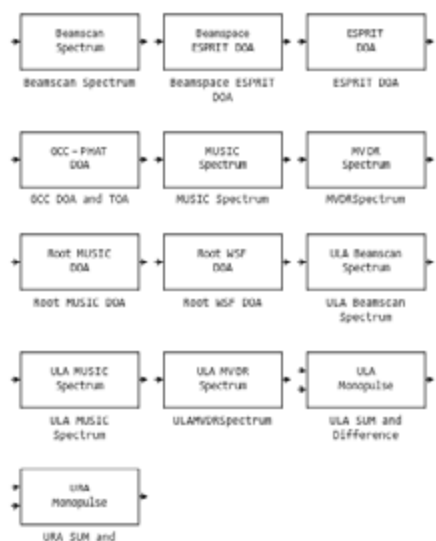 Beamscan
Spectrum
Beamscan Spectrum
Beamspace
ESPRIT DOA
Beamspace ESPRIT
DOA
ESPRIT
DOA
ESPRIT DOA
GCC-PHAT
DOA
GCC DOA and TOA
MUSIC
Spectrum
MUSIC Spectrum
MVDR
Spectrum
MVDRSpectrum
Root MUSIC
DOA
Root MUSIC DOA
Root WSF
DOA
Root WSF DOA
ULA Beamscan
Spectrum
ULA Beamscan
Spectrum
ULA MUSIC
Spectrum
ULA MUSIC
Spectrum
ULA MVDR
Spectrum
ULAMVDRSpectrum
ULA
Monopulse
ULA SUM and
Difference
URA
Monopulse
URA SUM and